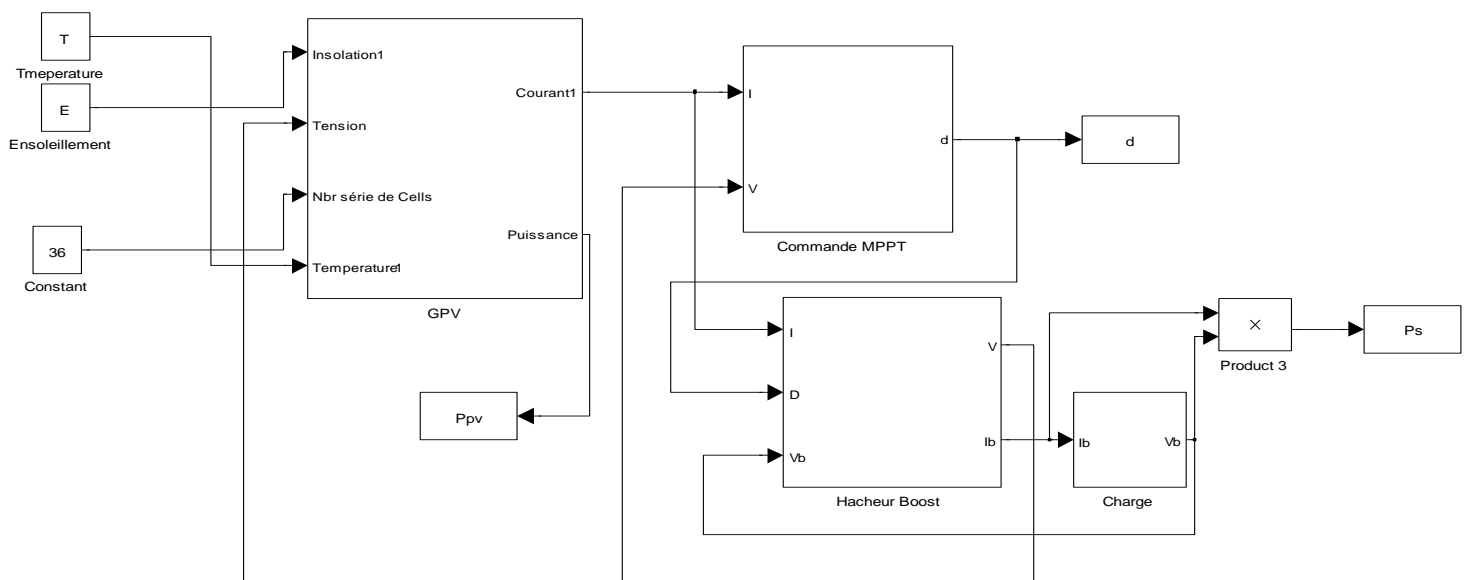 T
Tmeperature
E
Ensoleillement
36
Constant
Insolation1
Tension
Nbr série de Cells
Temperature1
Courant1
Puissance
GPV
Ppv
I
V
d
Commande MPPT
d
I
D
Vb
V
Ib
Hacheur Boost
Ib
Vb
Charge
×
Product 3
Ps